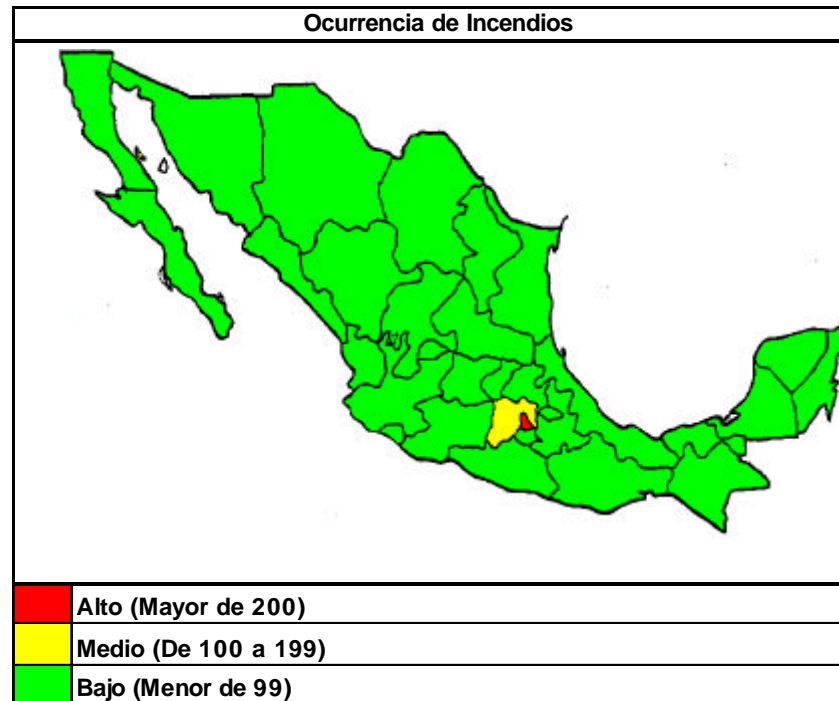 Ocurrencia de Incendios
Alto (Mayor de 200)
Medio (De 100 a 199)
Bajo (Menor de 99)